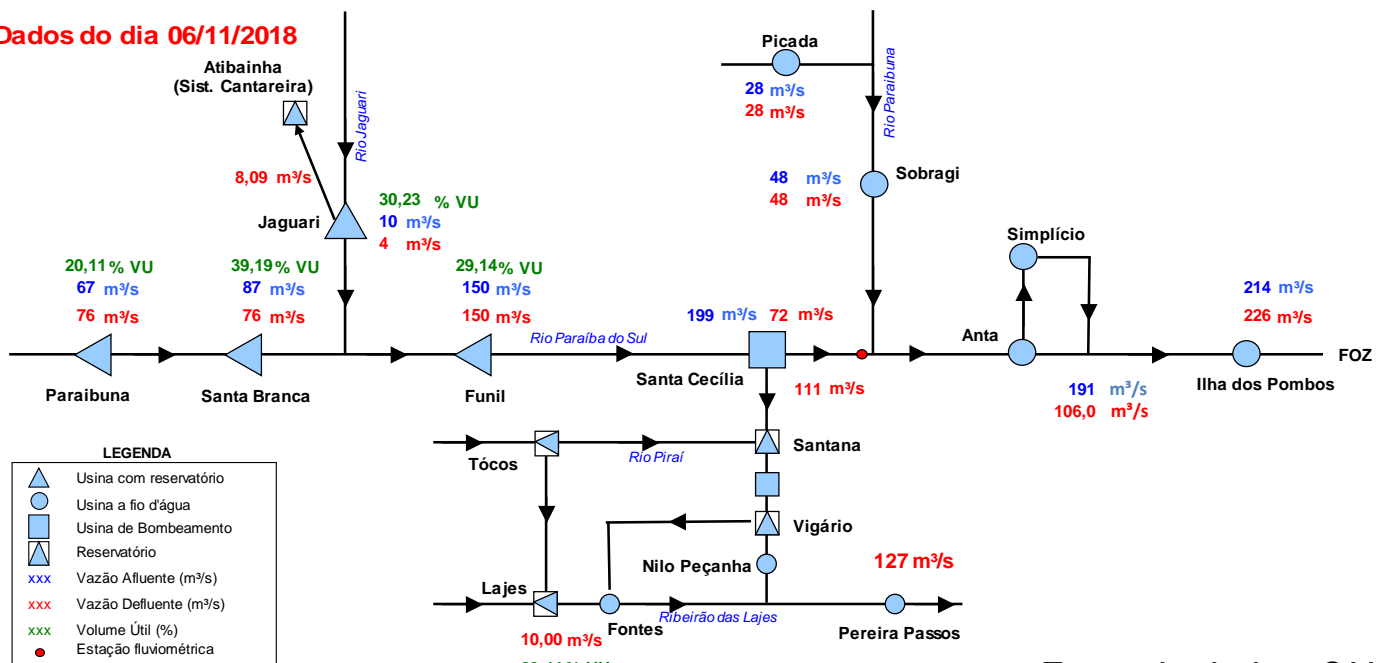 Dados do dia 06/11/2018
Atibainha
(Sist. Cantareira)
Rio Jaguari
8,09 m³/s
Jaguari
30,23 % VU
10 m³/s
4 m³/s
Picada
28 m³/s
28 m³/s
Rio Paraibuna
48 m³/s
48 m³/s
Sobragi
20,11 % VU
67 m³/s
76 m³/s
Paraibuna
39,19 % VU
87 m³/s
76 m³/s
Santa Branca
29,14 % VU
150 m³/s
150 m³/s
Funil
Rio Paraíba do Sul
199 m³/s 72 m³/s
Santa Cecília
111 m³/s
Simplício
Anta
191 m³/s
106,0 m³/s
214 m³/s
226 m³/s
Ilha dos Pombos
FOZ
Tócos
Rio Piraí
Santana
Vigário
Nilo Peçanha
127 m³/s
Lajes
10,00 m³/s
Fontes
Ribeirão das Lajes
Pereira Passos
LEGENDA
Usina com reservatório
Usina a fio d'água
Usina de Bombeamento
Reservatório
xxx Vazão Afluente (m³/s)
xxx Vazão Defluente (m³/s)
xxx Volume Útil (%)
Estação fluviométrica